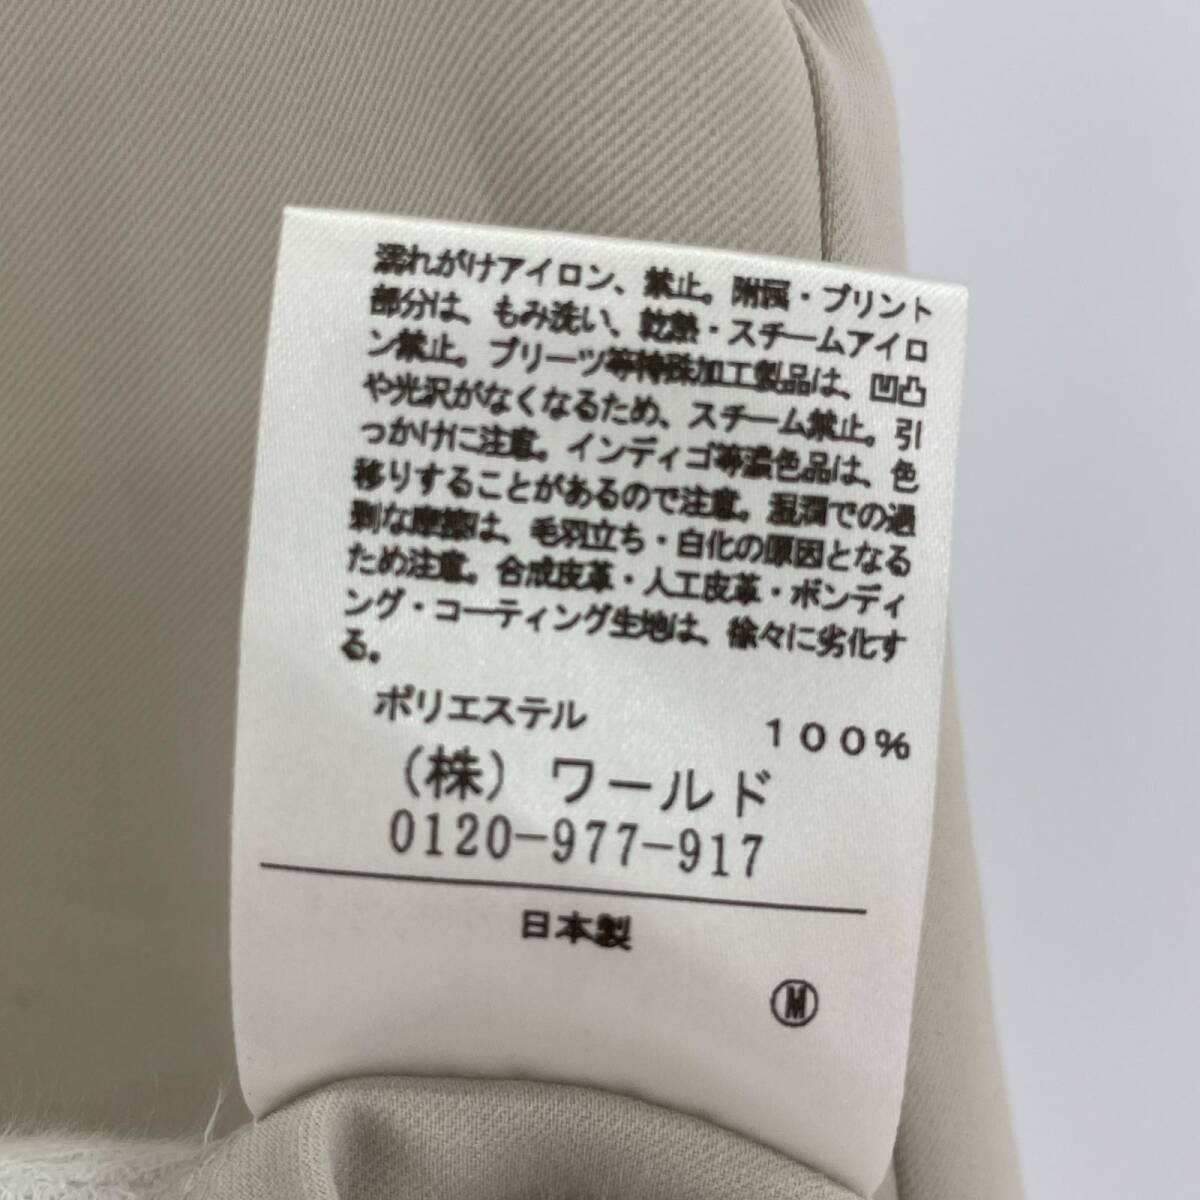 濡れがけアイロン、禁止。附属・プリント
部分は、もみ洗い、乾熱・スチームアイロ
ン禁止。プリーツ等特殊加工製品は、凹凸
や光沢がなくなるため、スチーム禁止。引
っかけに注意。インディゴ等濃色品は、色
移りすることがあるので注意。湿潤での過
剰な摩擦は、毛羽立ち・白化の原因となる
ため注意。合成皮革・人工皮革・ボンディ
ング・コーティング生地は、徐々に劣化す
る。
ポリエステル 100%
(株) ワールド
0120-977-917
日本製
Ⓜ